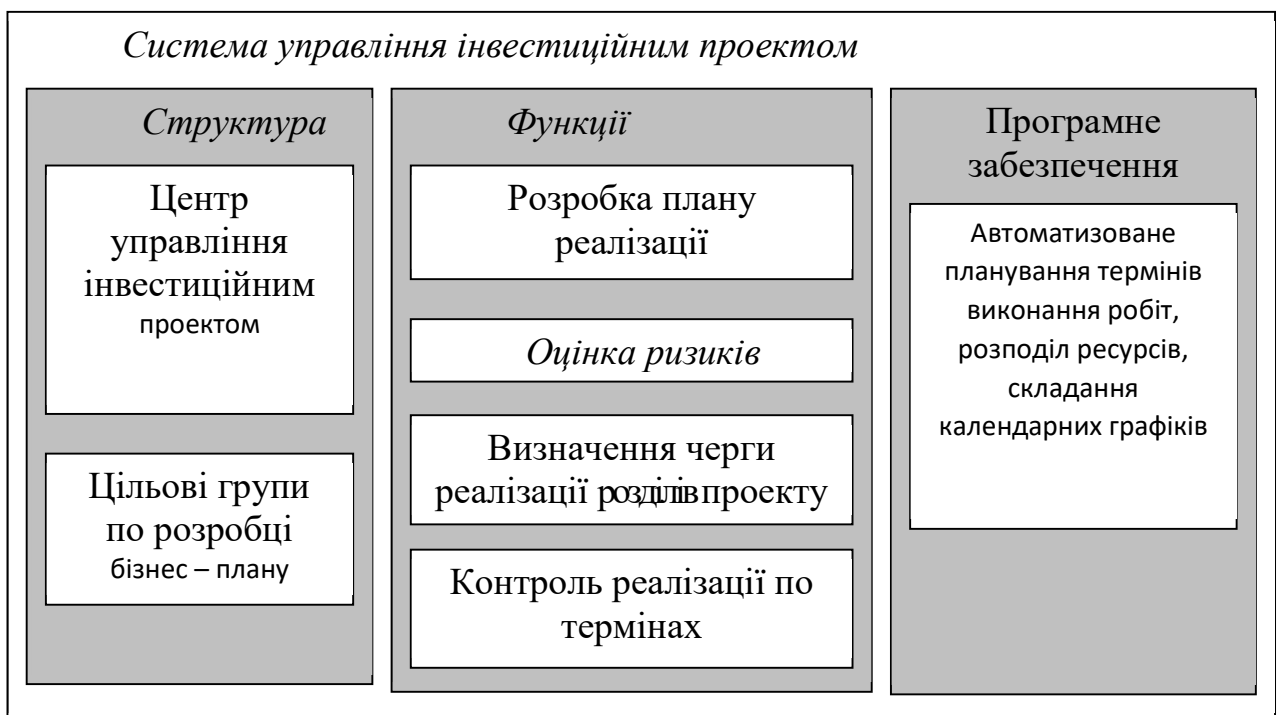 Система управління інвестиційним проектом
Структура
Центр
управління
інвестиційним
проектом
Цільові групи
по розробці
бізнес – плану
Функції
Розробка плану
реалізації
Оцінка ризиків
Визначення черги
реалізації розділів проекту
Контроль реалізації по
термінах
Програмне
забезпечення
Автоматизоване
планування термінів
виконання робіт,
розподіл ресурсів,
складання
календарних графіків